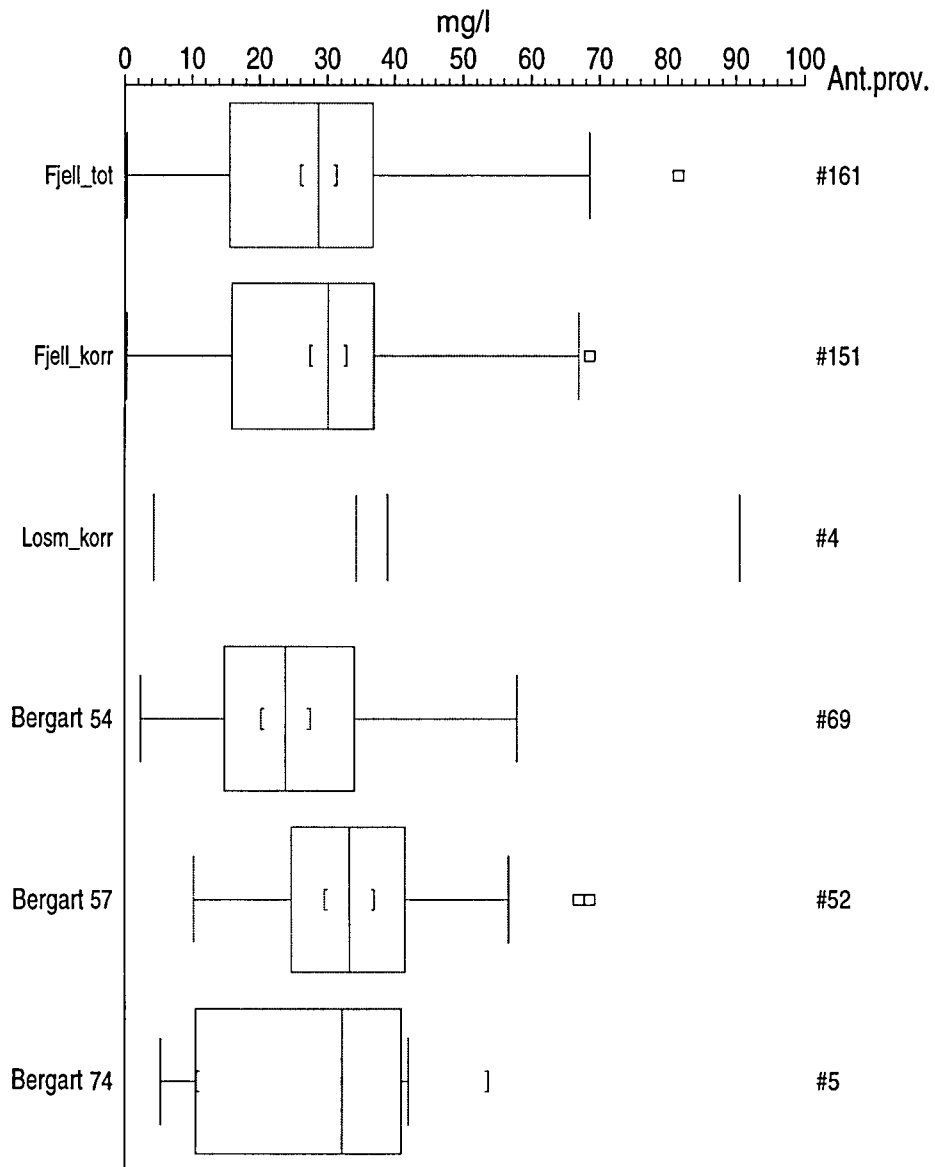 mg/l
0 10 20 30 40 50 60 70 80 90 100 Ant.prov.
Fjell_tot #161
Fjell_korr #151
Losm_korr #4
Bergart 54 #69
Bergart 57 #52
Bergart 74 #5